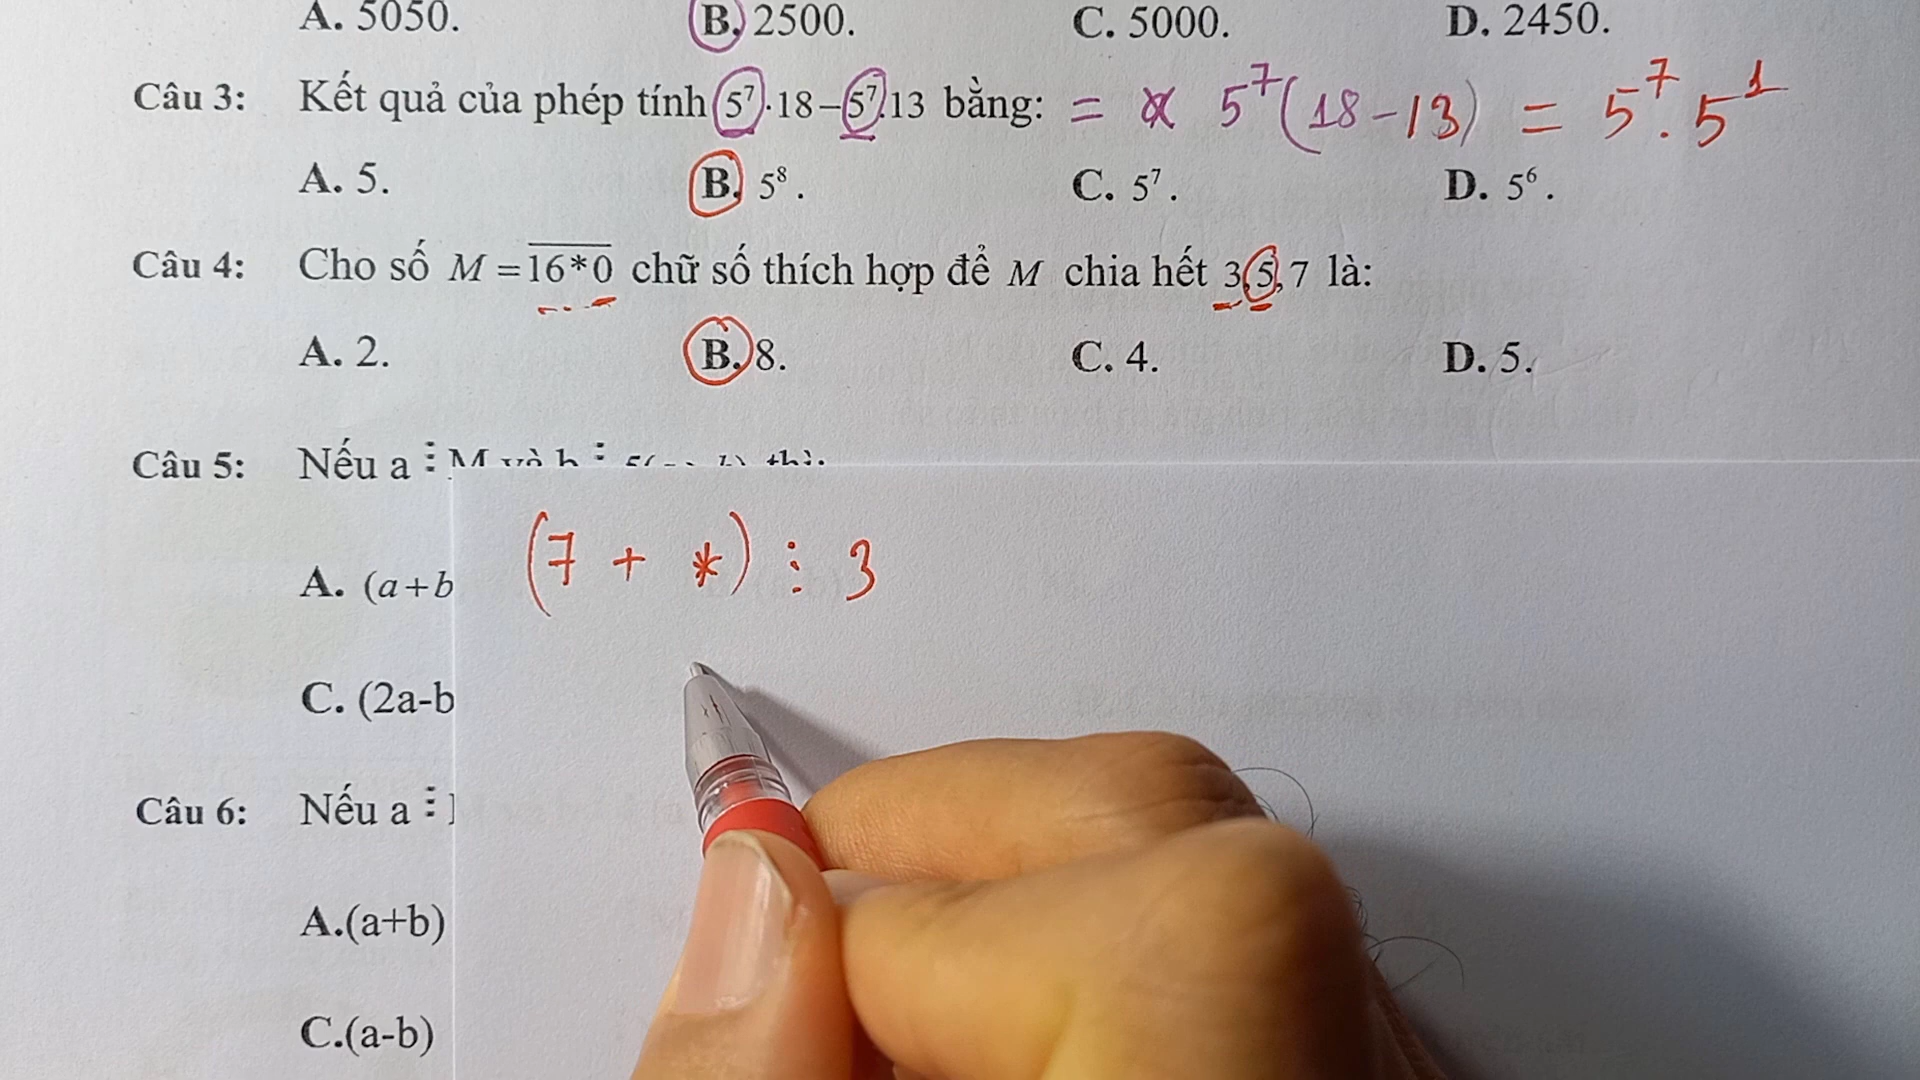 A. 5050. B. 2500. C. 5000. D. 2450.
Câu 3: Kết quả của phép tính 5⁷.18−5⁷.13 bằng: = 5⁷(18-13) = 5⁷.5¹
A. 5. B. 5⁸. C. 5⁷. D. 5⁶.
Câu 4: Cho số M = 16*0 chữ số thích hợp để M chia hết 3,5,7 là:
A. 2. B. 8. C. 4. D. 5.
Câu 5: Nếu a ⋮ M và b ⋮ thì:
(7 + *) ⋮ 3
A. (a+b
C. (2a-b
Câu 6: Nếu a ⋮
A.(a+b)
C.(a-b)